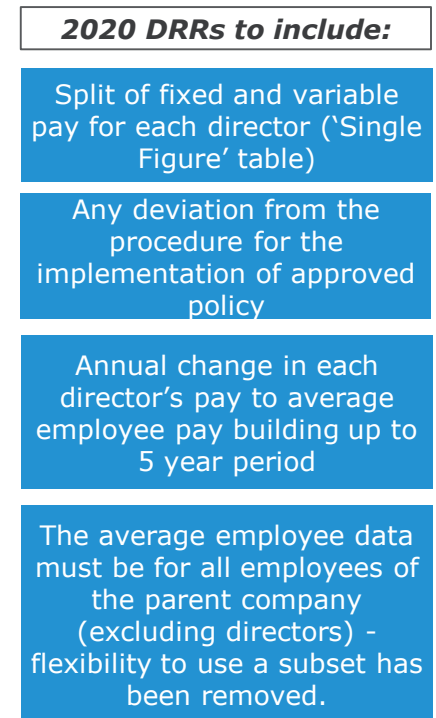 2020 DRRs to include:
Split of fixed and variable
pay for each director (‘Single
Figure’ table)
Any deviation from the
procedure for the
implementation of approved
policy
Annual change in each
director’s pay to average
employee pay building up to
5 year period
The average employee data
must be for all employees of
the parent company
(excluding directors) -
flexibility to use a subset has
been removed.